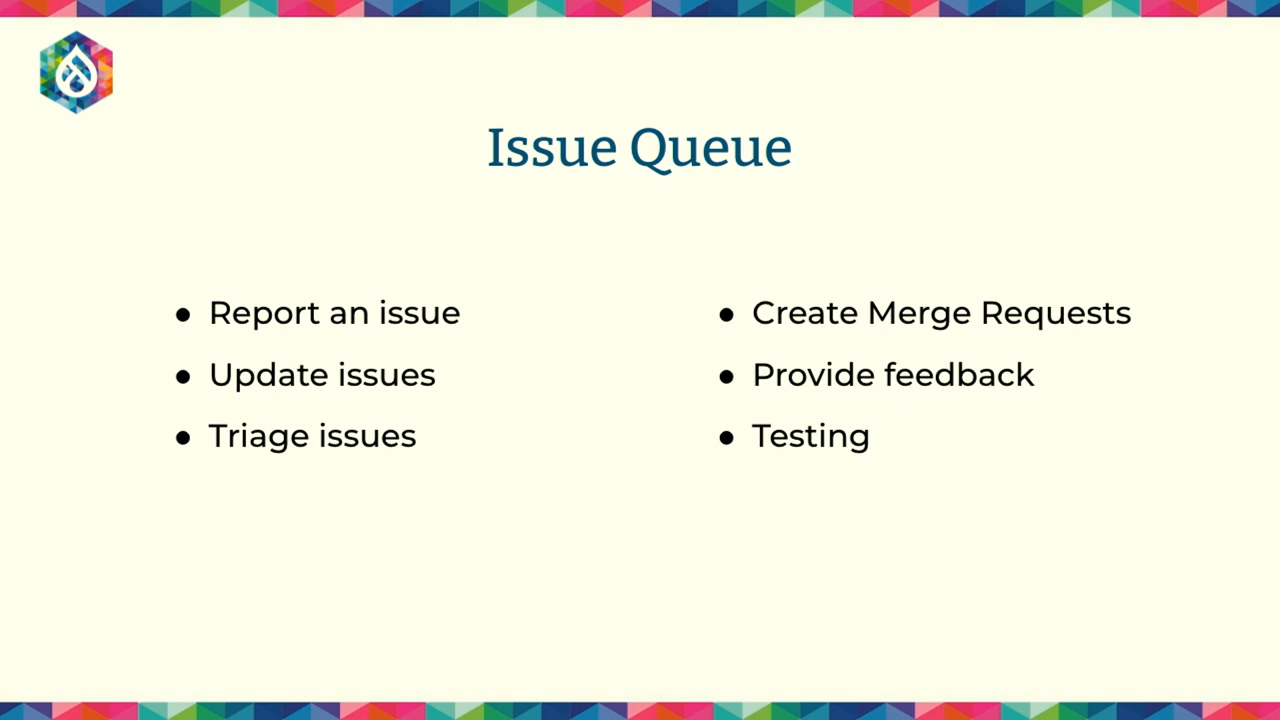 Issue Queue
● Report an issue
● Update issues
● Triage issues
● Create Merge Requests
● Provide feedback
● Testing